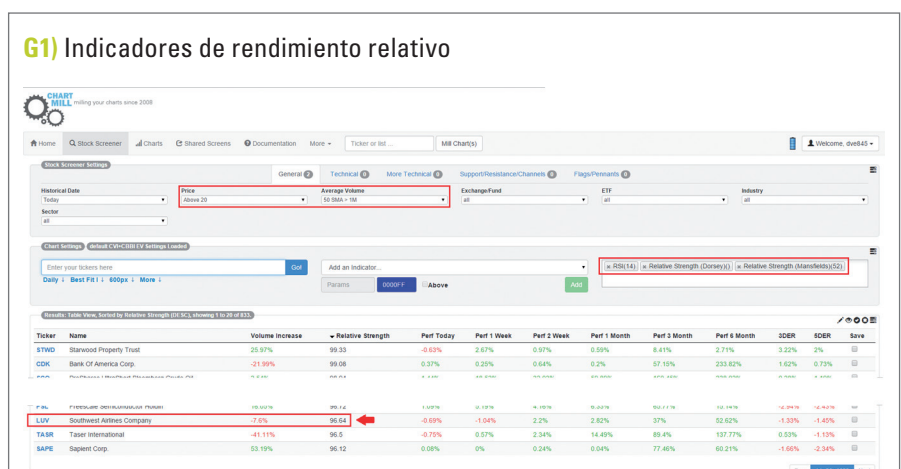 G1) Indicadores de rendimiento relativo
CHART
MILL milling your charts since 2008
Home Stock Screener Charts Shared Screens Documentation More Ticker or list ... Mill Chart(s) Welcome, dve845
Stock Screener Settings
General 2 Technical 0 More Technical 0 Support/Resistance/Channels 0 Flags/Pennants 0
Historical Date Price Average Volume Exchange/Fund ETF Industry
Today Above 20 50 SMA > 1M all all all
Sector
all
Chart Settings default CVI+CODI EV Settings Loaded
Enter your tickers here Go! Add an Indicator... × RSI(14) × Relative Strength (Dorsey)() × Relative Strength (Mansfields)(52)
Daily ↓ Best Fit l ↓ 600px ↓ More ↓ Params 0000FF Above Add
Results: Table View, Sorted by Relative Strength (DESC), showing 1 to 20 of 833.
Ticker Name Volume Increase Relative Strength Perf Today Perf 1 Week Perf 2 Week Perf 1 Month Perf 3 Month Perf 6 Month 3DER 5DER Save
STWD Starwood Property Trust 25.97% 99.33 -0.63% 2.67% 0.97% 0.59% 8.41% 2.71% 3.22% 2%
CDK Bank Of America Corp. -21.99% 99.08 0.37% 0.25% 0.64% 0.2% 57.15% 233.82% 1.62% 0.73%
FSL Freescale Semiconductor Holdin 96.12
LUV Southwest Airlines Company -7.6% 96.64 -0.69% -1.04% 2.2% 2.82% 37% 52.62% -1.33% -1.45%
TASR Taser International -41.11% 96.5 -0.75% 0.57% 2.34% 14.49% 89.4% 137.77% 0.53% -1.13%
SAPE Sapient Corp. 53.19% 96.12 0.08% 0% 0.24% 0.04% 77.46% 60.21% -1.66% -2.34%